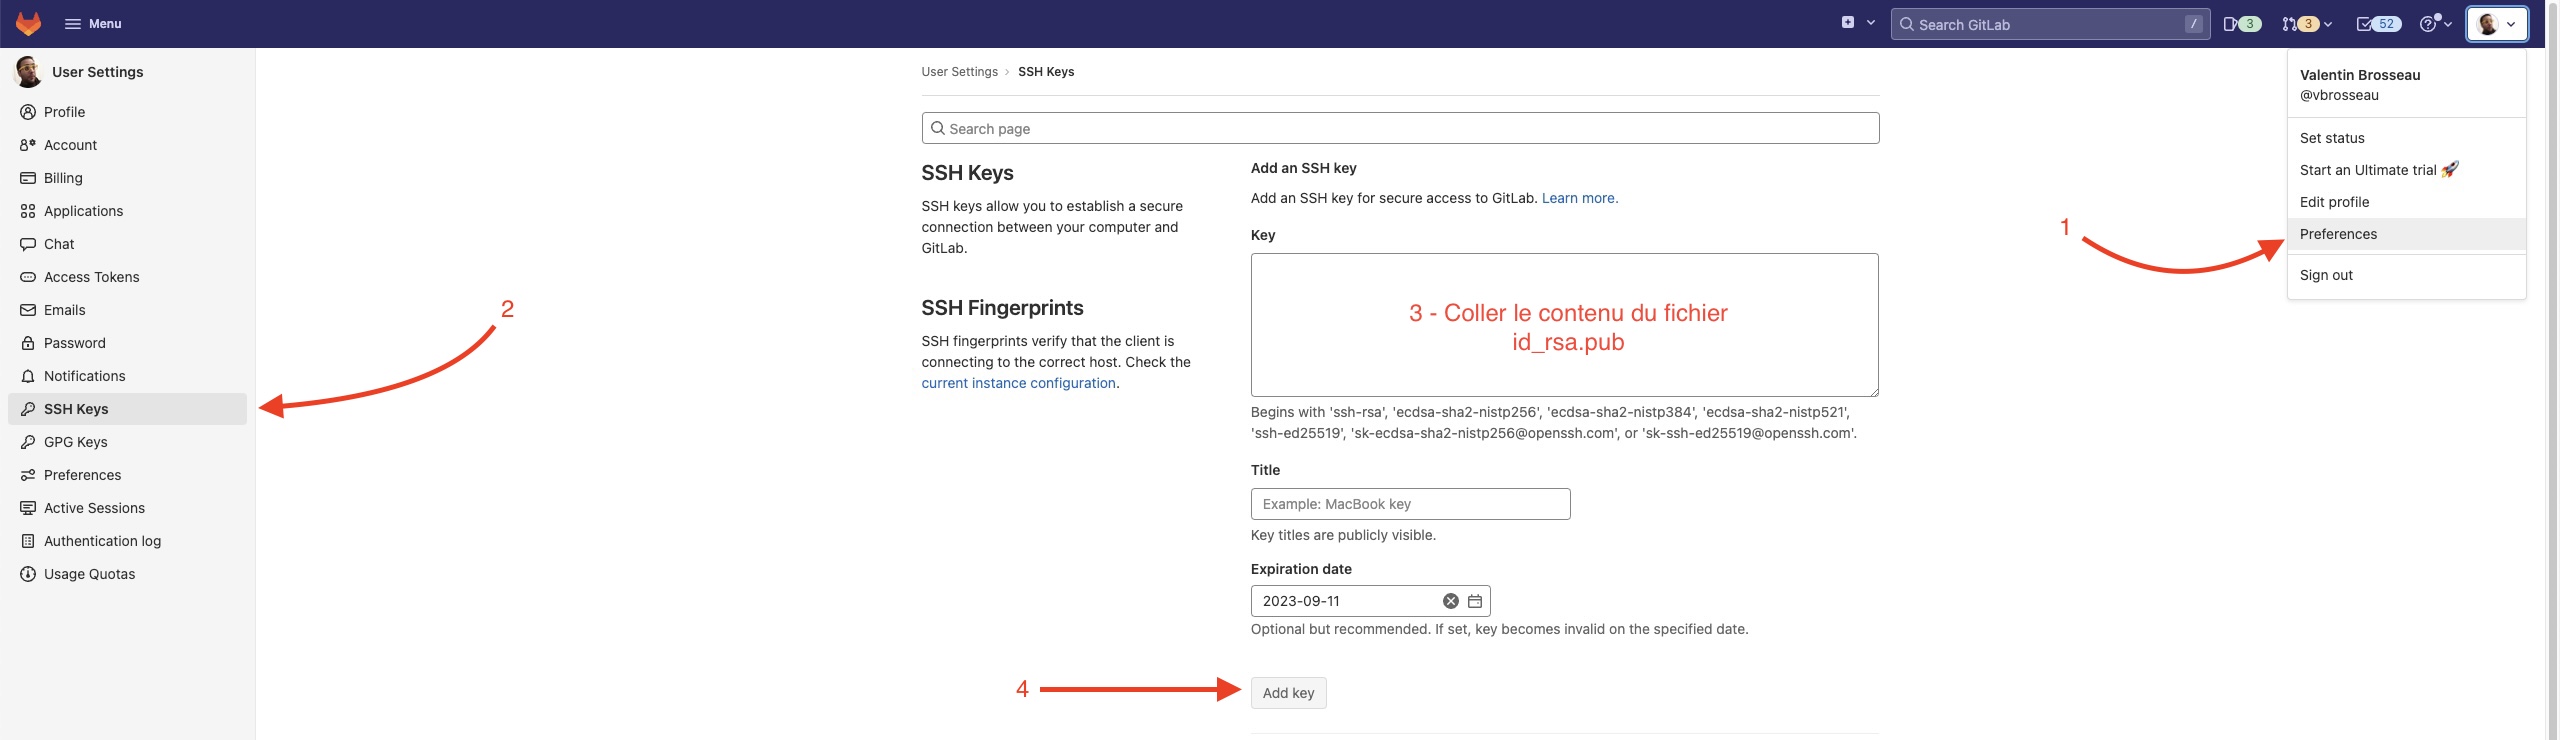 Menu
Search GitLab
/
3
3
52
User Settings
Profile
Account
Billing
Applications
Chat
Access Tokens
Emails
Password
Notifications
SSH Keys
GPG Keys
Preferences
Active Sessions
Authentication log
Usage Quotas
2
User Settings › SSH Keys
Search page
SSH Keys
SSH keys allow you to establish a secure
connection between your computer and
GitLab.
SSH Fingerprints
SSH fingerprints verify that the client is
connecting to the correct host. Check the
current instance configuration.
Add an SSH key
Add an SSH key for secure access to GitLab. Learn more.
Key
3 - Coller le contenu du fichier
id_rsa.pub
Begins with 'ssh-rsa', 'ecdsa-sha2-nistp256', 'ecdsa-sha2-nistp384', 'ecdsa-sha2-nistp521',
'ssh-ed25519', 'sk-ecdsa-sha2-nistp256@openssh.com', or 'sk-ssh-ed25519@openssh.com'.
Title
Example: MacBook key
Key titles are publicly visible.
Expiration date
2023-09-11
Optional but recommended. If set, key becomes invalid on the specified date.
4
Add key
1
Valentin Brosseau
@vbrosseau
Set status
Start an Ultimate trial 🚀
Edit profile
Preferences
Sign out